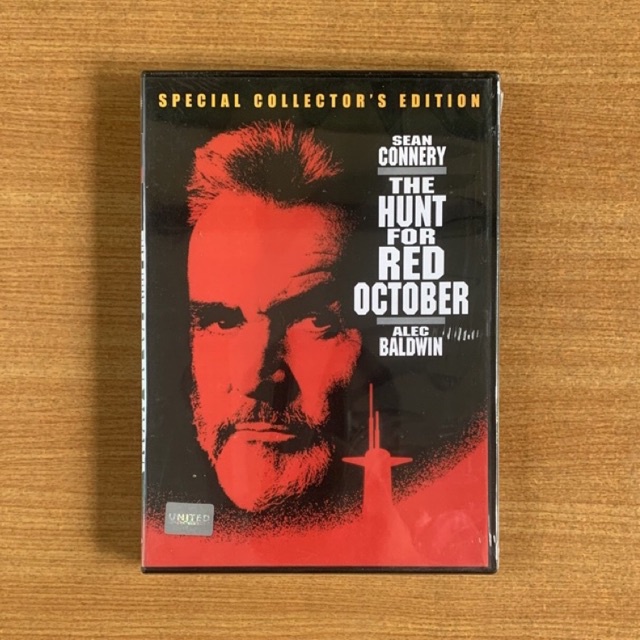 SPECIAL COLLECTOR'S EDITION
SEAN
CONNERY
THE
HUNT
FOR
RED
OCTOBER
ALEC
BALDWIN
UNITED